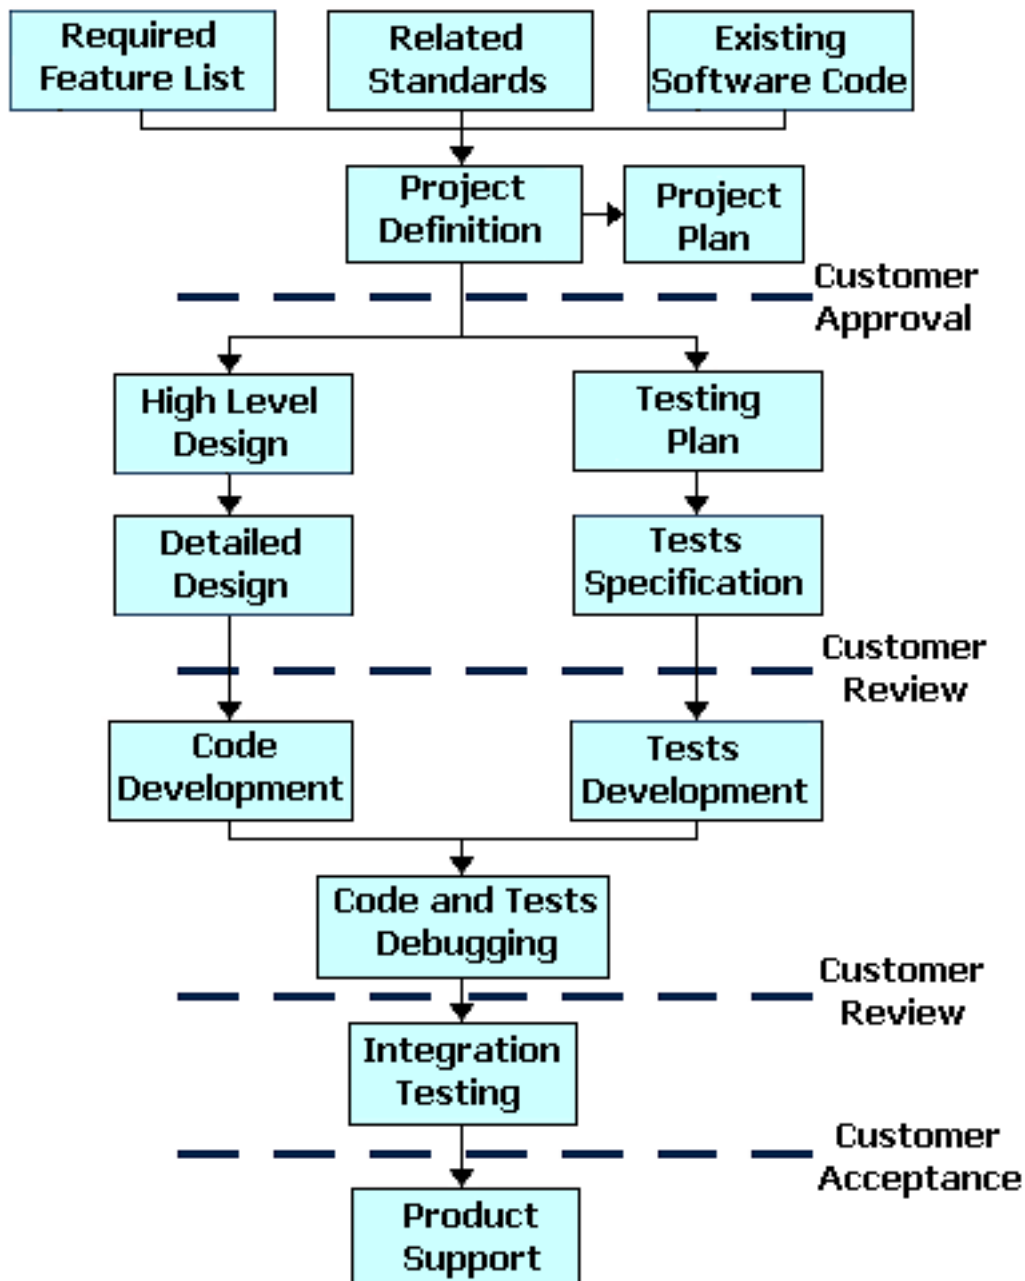 Required
Feature List
Related
Standards
Existing
Software Code
Project
Definition
Project
Plan
Customer
Approval
High Level
Design
Testing
Plan
Detailed
Design
Tests
Specification
Customer
Review
Code
Development
Tests
Development
Code and Tests
Debugging
Customer
Review
Integration
Testing
Customer
Acceptance
Product
Support